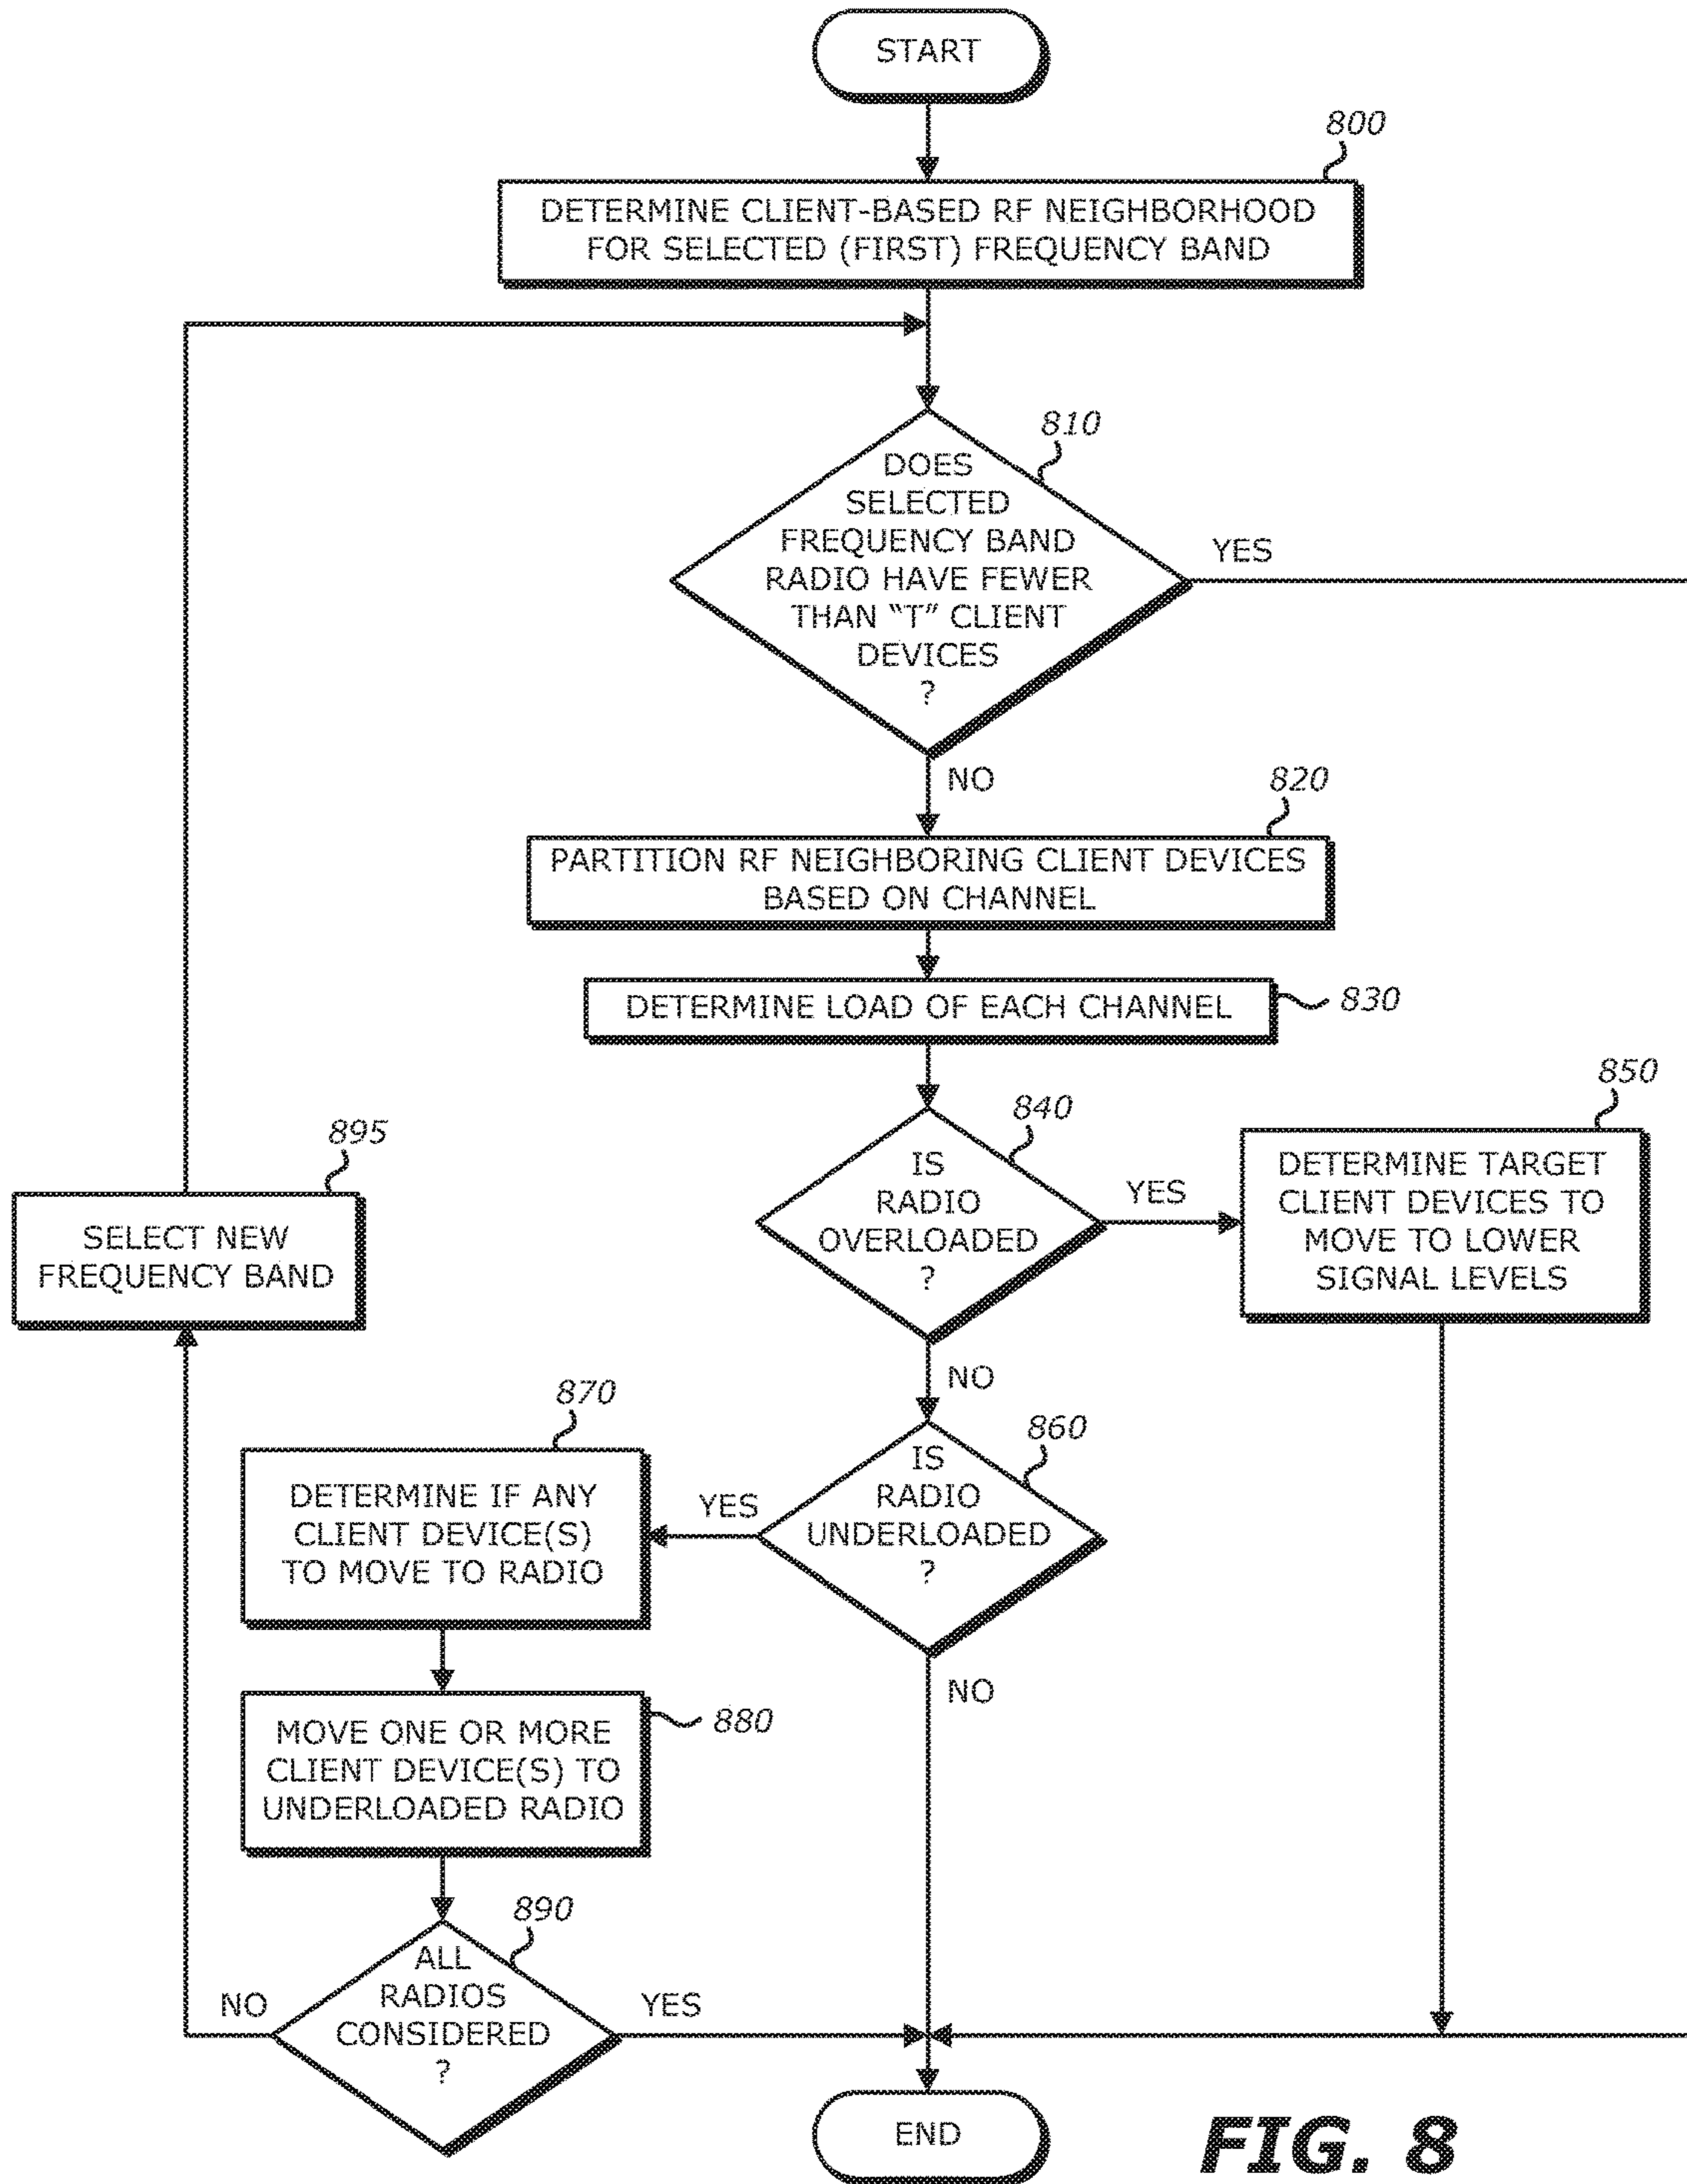 START
800
DETERMINE CLIENT-BASED RF NEIGHBORHOOD
FOR SELECTED (FIRST) FREQUENCY BAND
810
DOES
SELECTED
FREQUENCY BAND
RADIO HAVE FEWER
THAN “T” CLIENT
DEVICES
?
YES
NO
820
PARTITION RF NEIGHBORING CLIENT DEVICES
BASED ON CHANNEL
DETERMINE LOAD OF EACH CHANNEL
830
840
IS
RADIO
OVERLOADED
?
YES
850
DETERMINE TARGET
CLIENT DEVICES TO
MOVE TO LOWER
SIGNAL LEVELS
895
SELECT NEW
FREQUENCY BAND
NO
860
IS
RADIO
UNDERLOADED
?
YES
870
DETERMINE IF ANY
CLIENT DEVICE(S)
TO MOVE TO RADIO
NO
880
MOVE ONE OR MORE
CLIENT DEVICE(S) TO
UNDERLOADED RADIO
890
ALL
RADIOS
CONSIDERED
?
NO
YES
END
FIG. 8